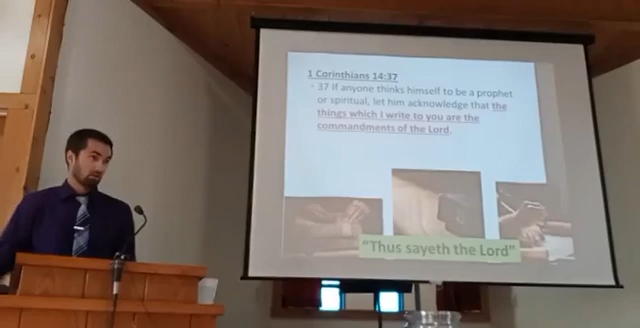 1 Corinthians 14:37
- 37 If anyone thinks himself to be a prophet
or spiritual, let him acknowledge that the
things which I write to you are the
commandments of the Lord.
"Thus sayeth the Lord"